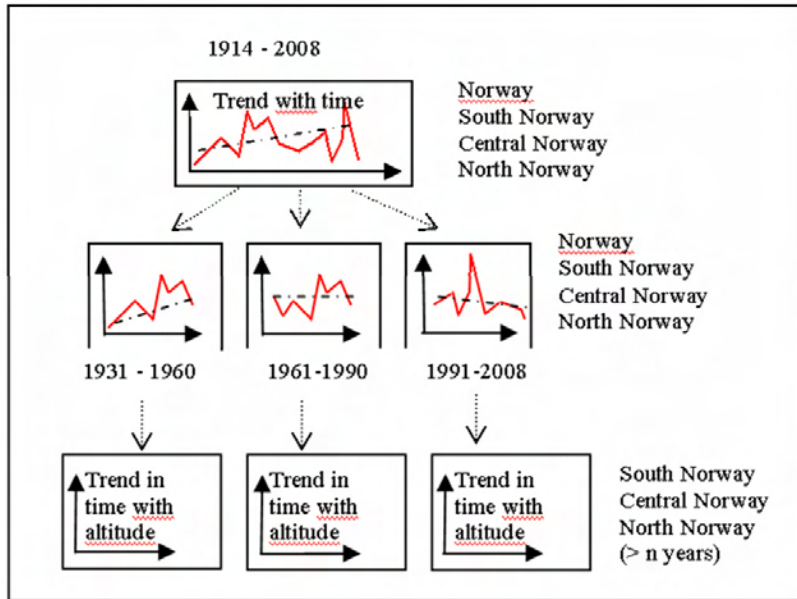 1914 - 2008
Trend with time
Norway
South Norway
Central Norway
North Norway
Norway
South Norway
Central Norway
North Norway
1931 - 1960
1961-1990
1991-2008
Trend in
time with
altitude
Trend in
time with
altitude
Trend in
time with
altitude
South Norway
Central Norway
North Norway
(> n years)